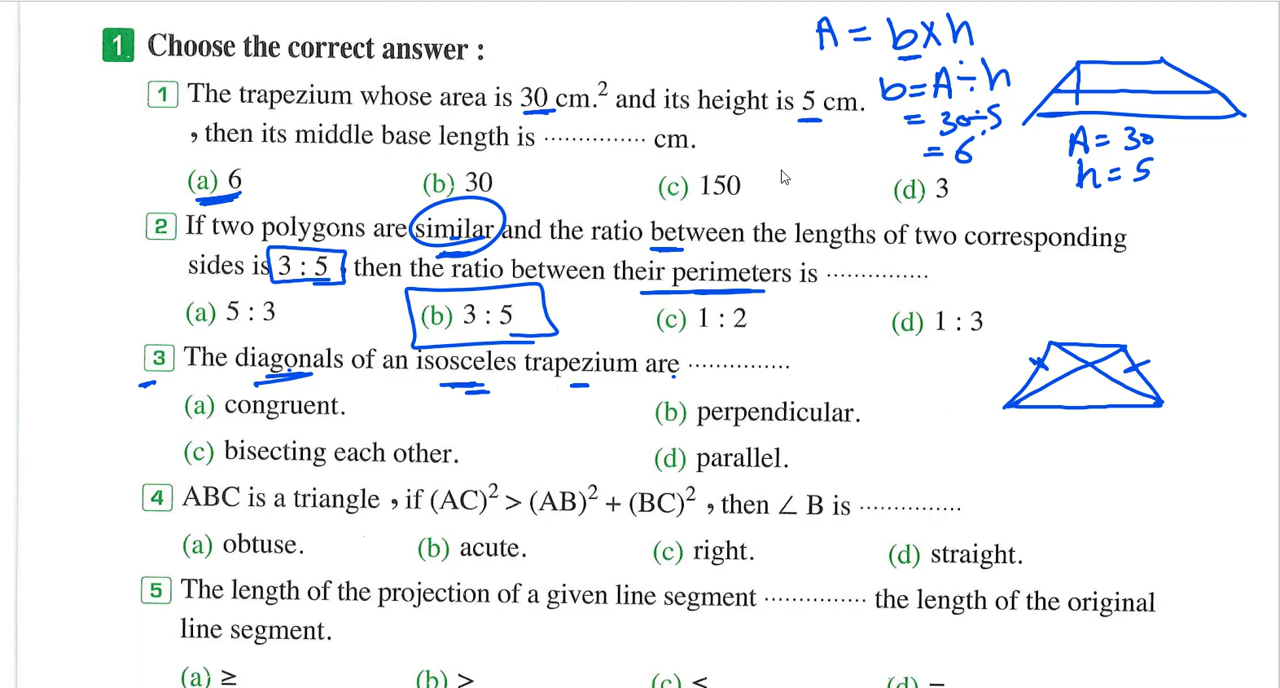 1 Choose the correct answer :
A = b×h
1 The trapezium whose area is 30 cm.² and its height is 5 cm.
b=A÷h
, then its middle base length is ............... cm.
= 30÷5
= 6
A= 30
h = 5
(a) 6 (b) 30 (c) 150 (d) 3
2 If two polygons are similar and the ratio between the lengths of two corresponding
sides is 3 : 5 , then the ratio between their perimeters is ...............
(a) 5 : 3 (b) 3 : 5 (c) 1 : 2 (d) 1 : 3
3 The diagonals of an isosceles trapezium are ...............
(a) congruent. (b) perpendicular.
(c) bisecting each other. (d) parallel.
4 ABC is a triangle , if (AC)² > (AB)² + (BC)² , then ∠ B is ...............
(a) obtuse. (b) acute. (c) right. (d) straight.
5 The length of the projection of a given line segment ............... the length of the original
line segment.
(a) ≥ (b) > (c) < (d)